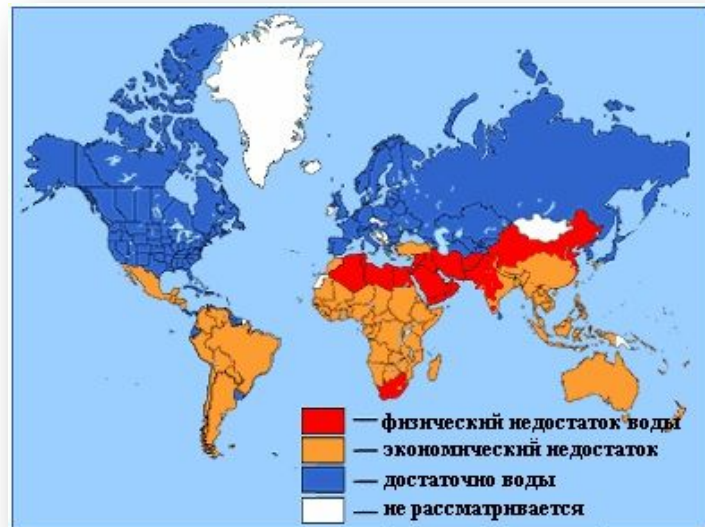 — физический недостаток воды
— экономический недостаток
— достаточно воды
— не рассматривается